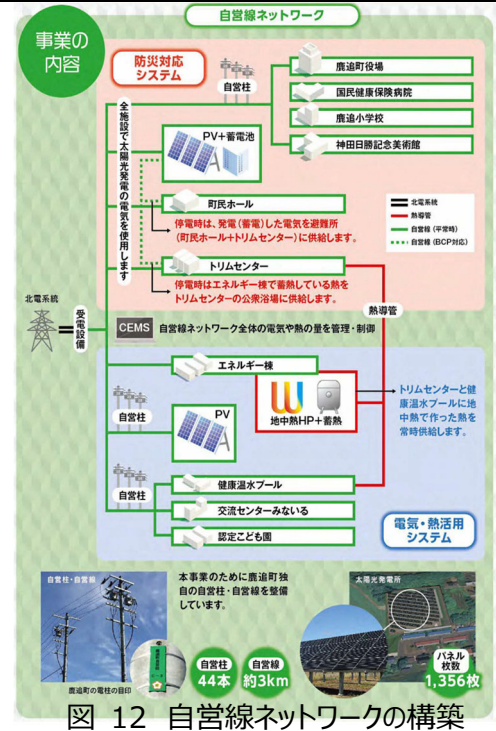 自営線ネットワーク
事業の
内容
防災対応
システム
自営柱
鹿追町役場
国民健康保険病院
鹿追小学校
神田日勝記念美術館
全施設で太陽光発電の電気を使用します
PV+蓄電池
町民ホール
停電時は、発電(蓄電)した電気を避難所
(町民ホール+トリムセンター)に供給します。
北電系統
熱導管
自営線(平常時)
自営線(BCP対応)
トリムセンター
停電時はエネルギー棟で蓄熱している熱を
トリムセンターの公衆浴場に供給します。
北電系統
受電設備
熱導管
CEMS
自営線ネットワーク全体の電気や熱の量を管理・制御
エネルギー棟
地中熱HP+蓄熱
トリムセンターと健
康温水プールに地
中熱で作った熱を
常時供給します。
自営柱
PV
自営柱
健康温水プール
交流センターみないる
認定こども園
電気・熱活用
システム
自営柱・自営線
本事業のために鹿追町独
自の自営柱・自営線を整備
しています。
太陽光発電所
鹿追町の電柱の目印
自営柱
44本
自営線
約3km
パネル
枚数
1,356枚
図 12 自営線ネットワークの構築